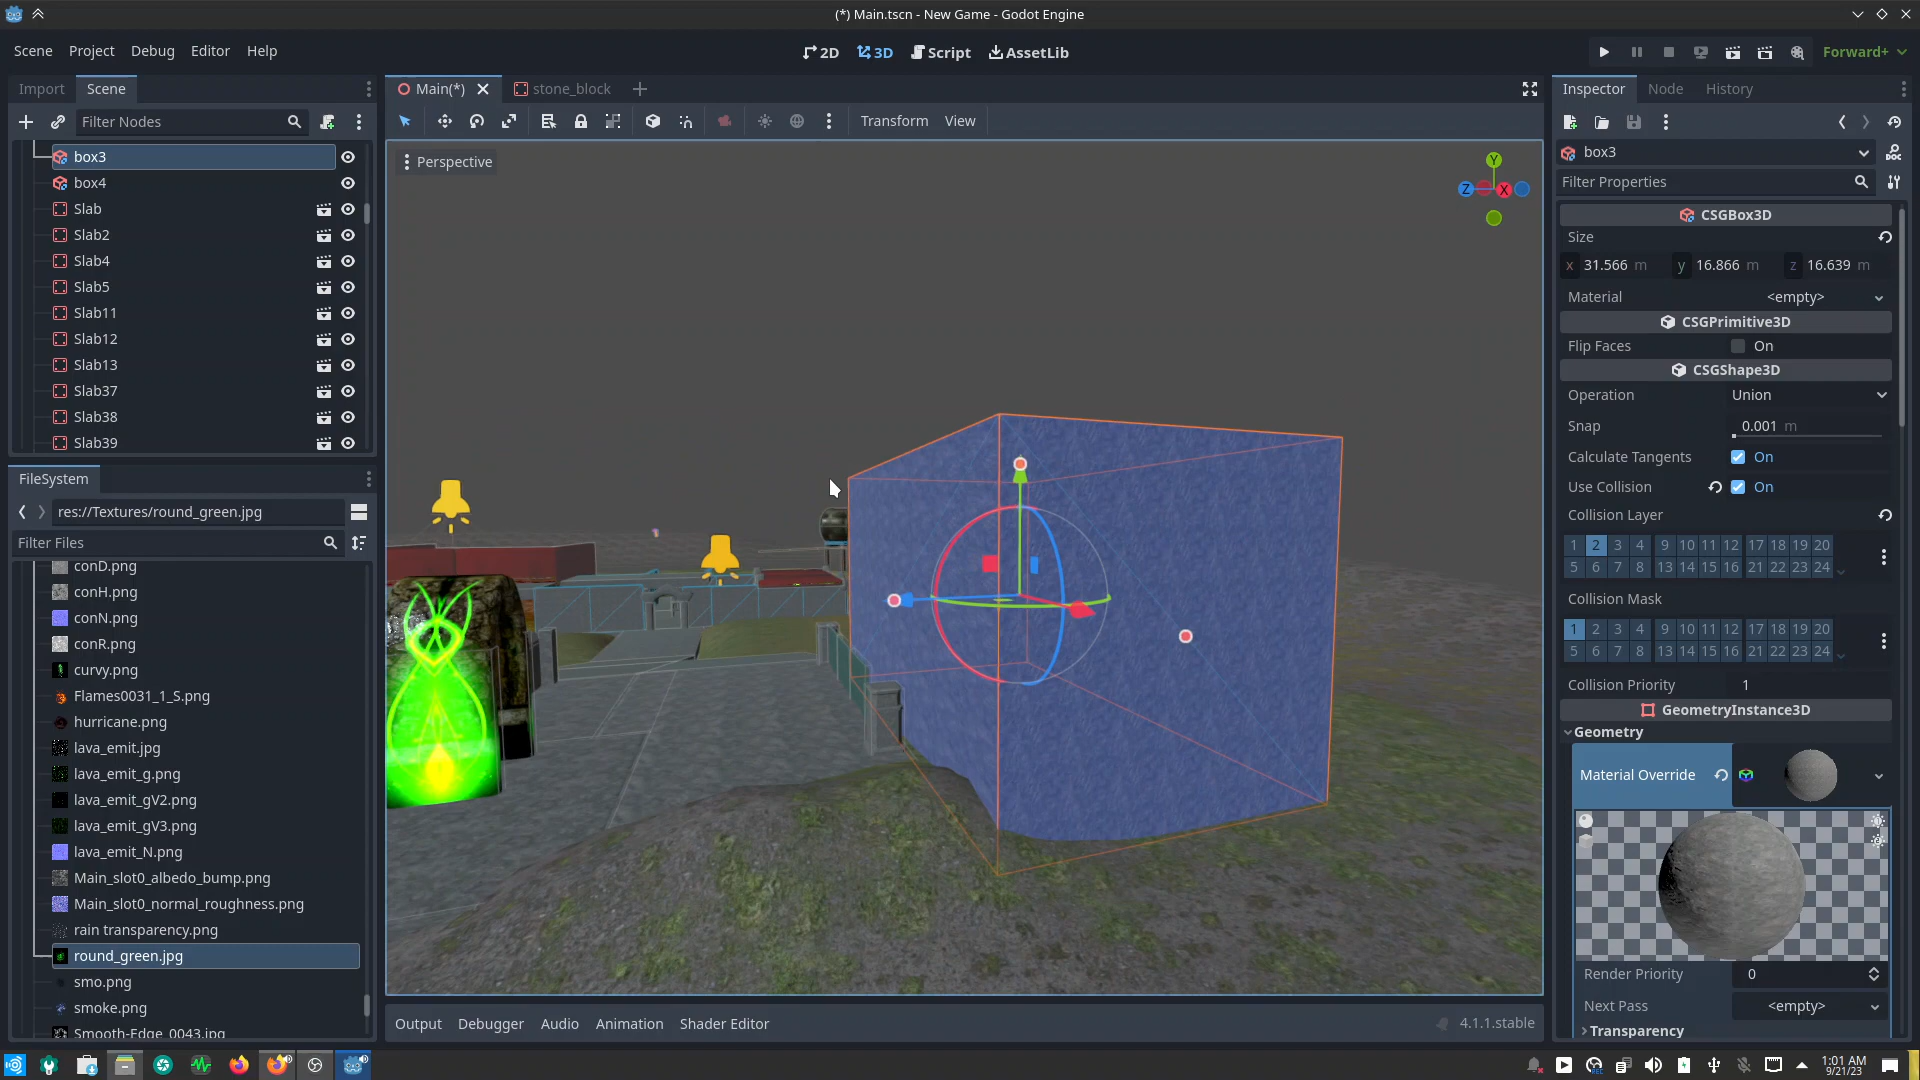 (*) Main.tscn - New Game - Godot Engine
Scene Project Debug Editor Help
2D 3D Script AssetLib
Forward+
Import Scene
Filter Nodes
box3
box4
Slab
Slab2
Slab4
Slab5
Slab11
Slab12
Slab13
Slab37
Slab38
Slab39
FileSystem
res://Textures/round_green.jpg
Filter Files
conD.png
conH.png
conN.png
conR.png
curvy.png
Flames0031_1_S.png
hurricane.png
lava_emit.jpg
lava_emit_g.png
lava_emit_gV2.png
lava_emit_gV3.png
lava_emit_N.png
Main_slot0_albedo_bump.png
Main_slot0_normal_roughness.png
rain transparency.png
round_green.jpg
smo.png
smoke.png
Smooth-Edge_0043.jpg
Main(*) stone_block
Transform View
Perspective
Y
Z X
Output Debugger Audio Animation Shader Editor
4.1.1.stable
Inspector Node History
box3
DOC
Filter Properties
CSGBox3D
Size
x 31.566 m y 16.866 m z 16.639 m
Material <empty>
CSGPrimitive3D
Flip Faces On
CSGShape3D
Operation Union
Snap 0.001 m
Calculate Tangents On
Use Collision On
Collision Layer
1 2 3 4 9 10 11 12 17 18 19 20
5 6 7 8 13 14 15 16 21 22 23 24
Collision Mask
1 2 3 4 9 10 11 12 17 18 19 20
5 6 7 8 13 14 15 16 21 22 23 24
Collision Priority 1
GeometryInstance3D
Geometry
Material Override
Render Priority 0
Next Pass <empty>
Transparency
1:01 AM
9/21/23